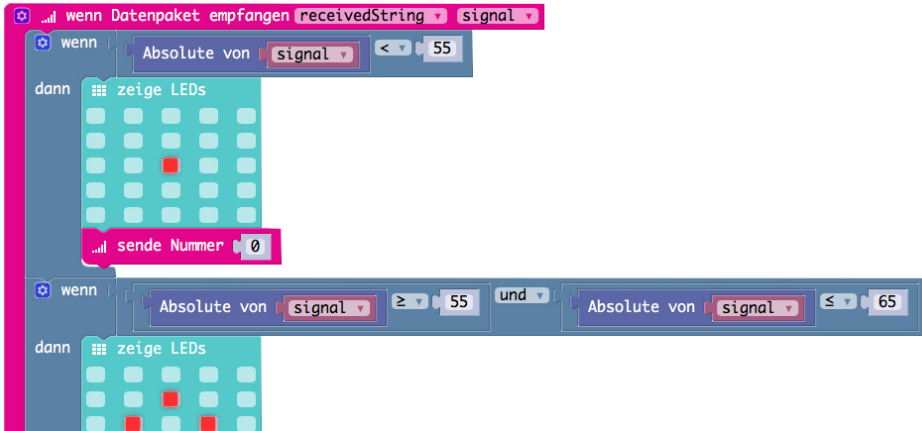 wenn Datenpaket empfangen receivedString signal
wenn Absolute von signal < 55
dann zeige LEDs
sende Nummer 0
wenn Absolute von signal ≥ 55 und Absolute von signal ≤ 65
dann zeige LEDs